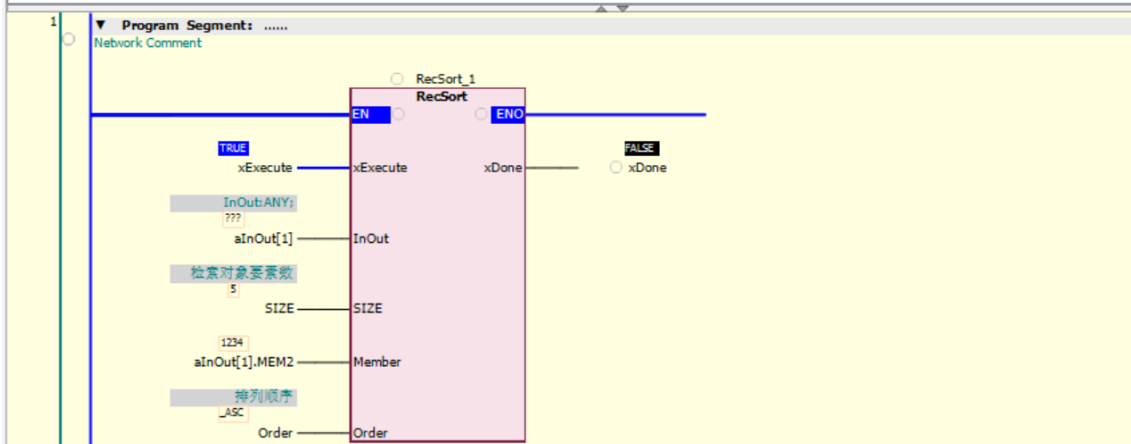 1
▼ Program Segment: ......
Network Comment
RecSort_1
RecSort
EN ENO
TRUE FALSE
xExecute xExecute xDone xDone
InOut:ANY;
???
aInOut[1] InOut
检索对象要素数
5
SIZE SIZE
1234
aInOut[1].MEM2 Member
排列顺序
_ASC
Order Order